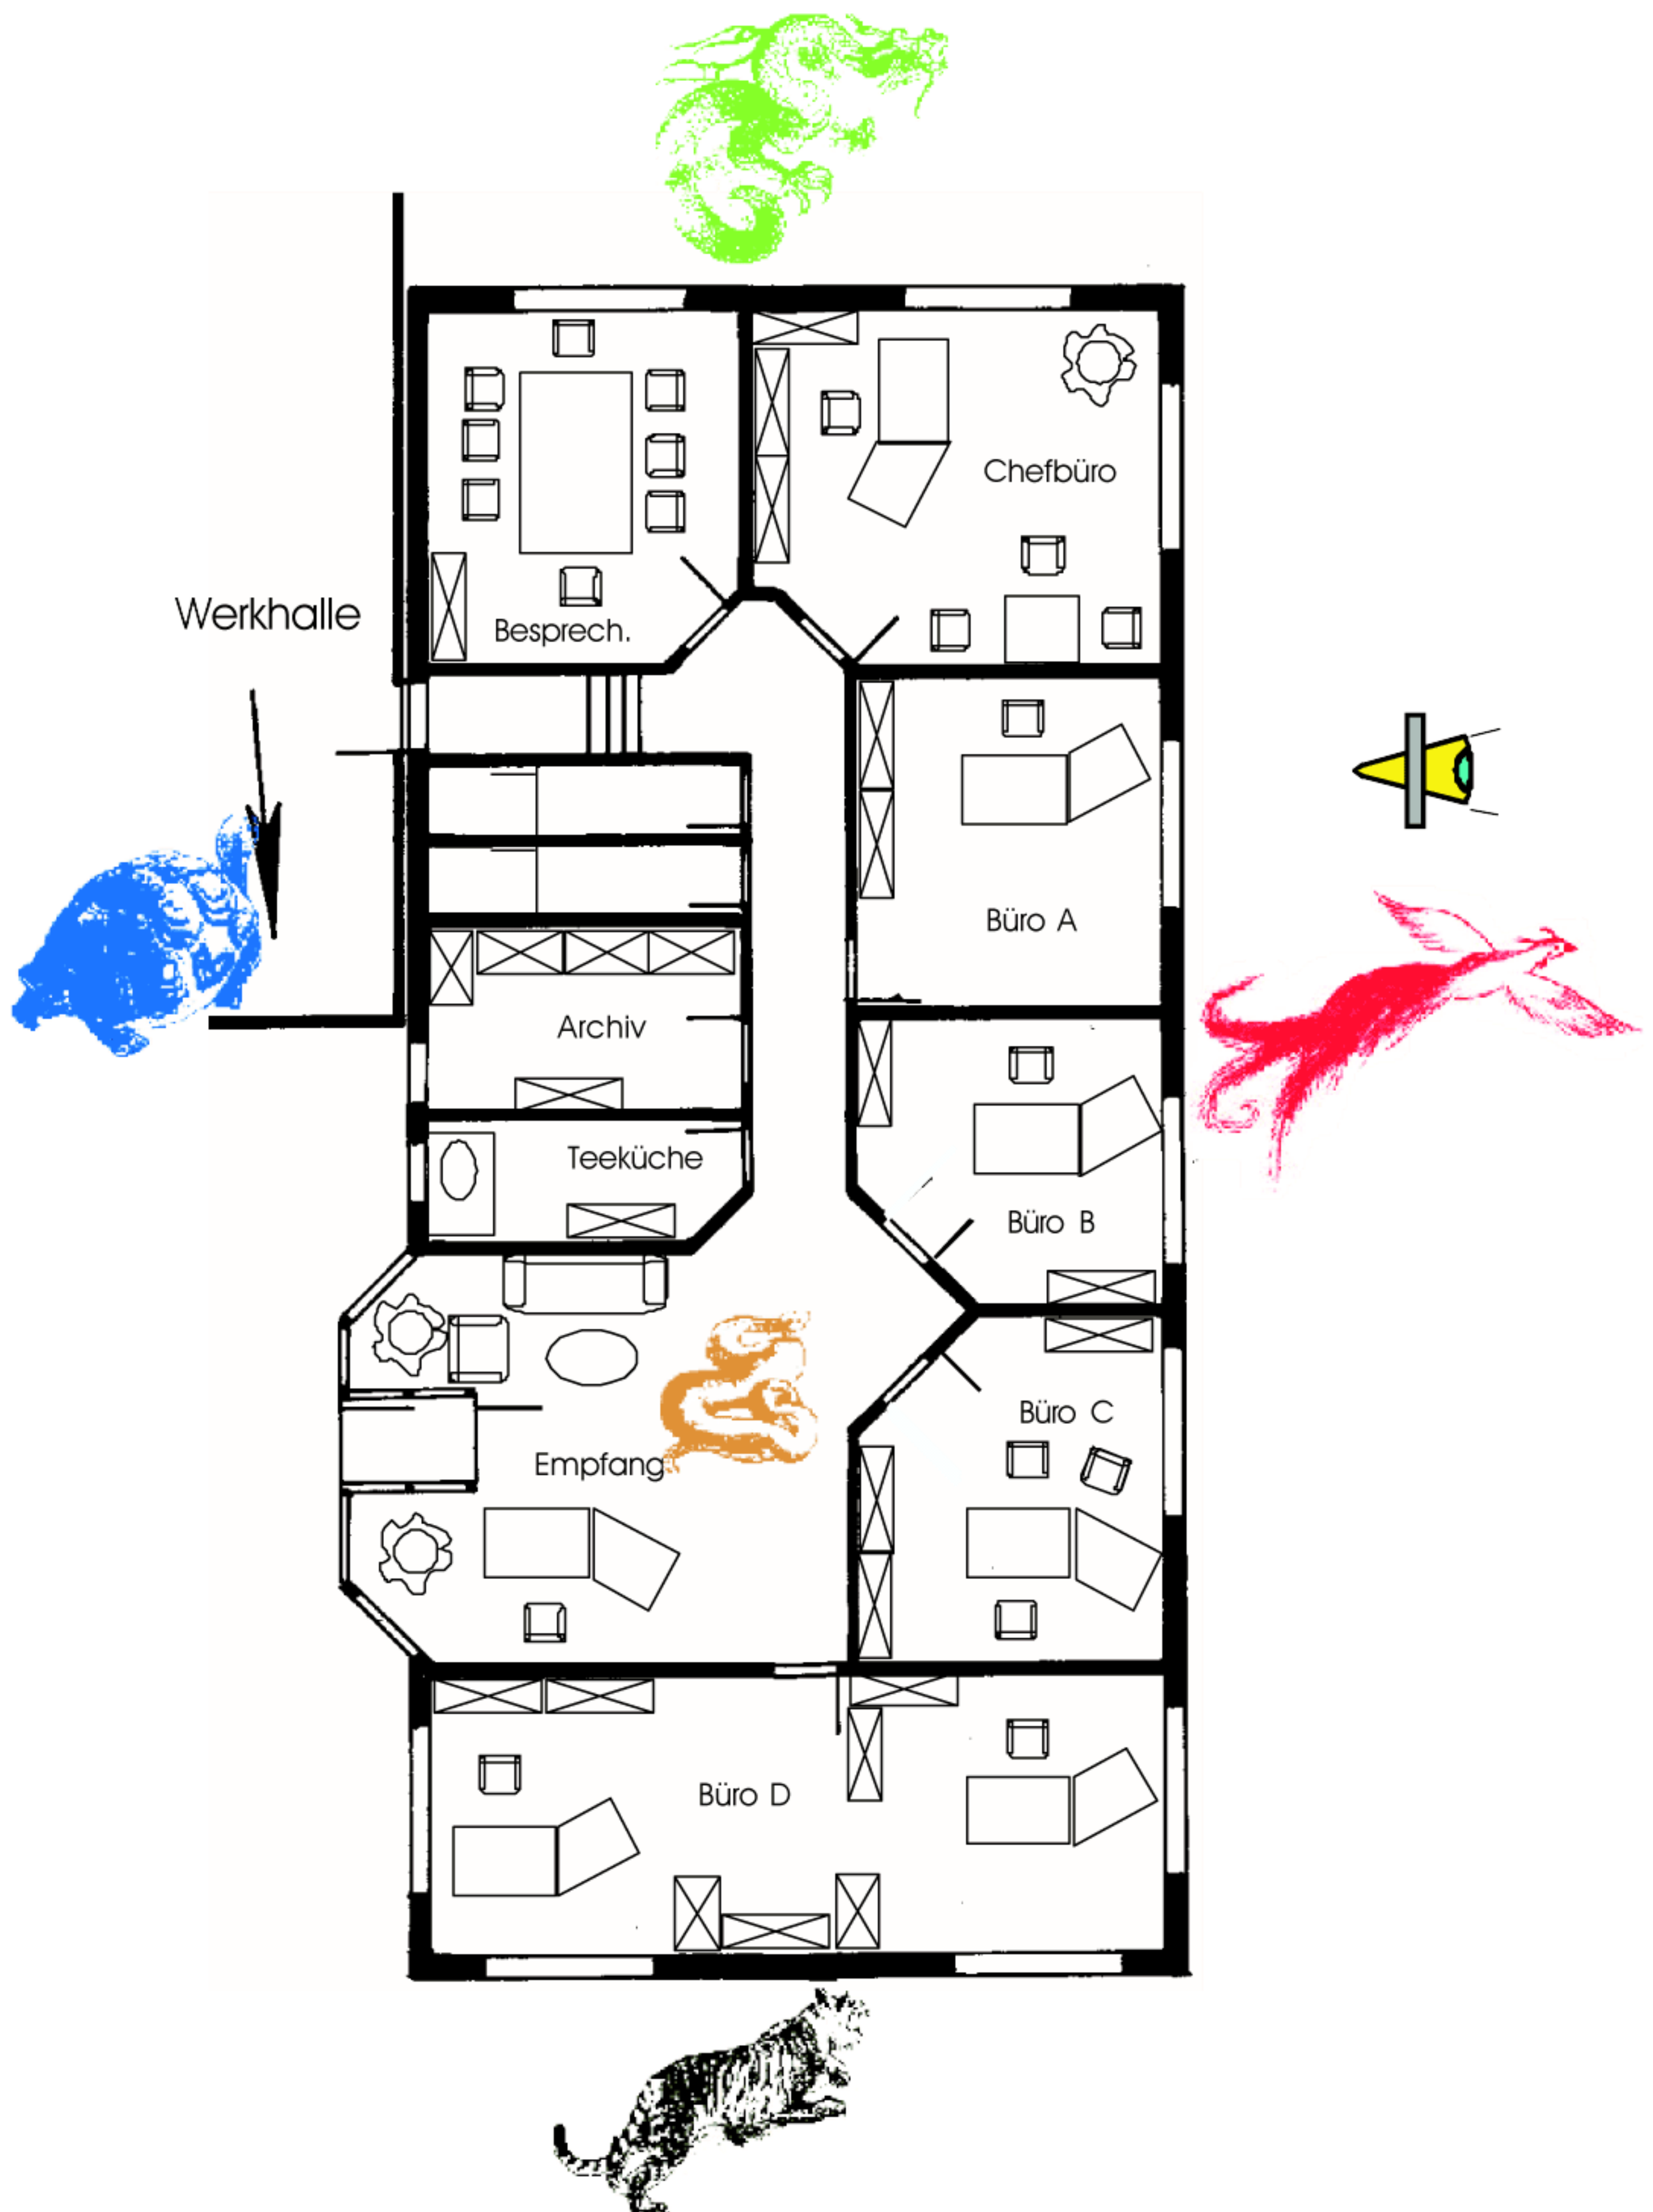 Chefbüro
Werkhalle
Besprech.
Büro A
Archiv
Teeküche
Büro B
Büro C
Empfang
Büro D